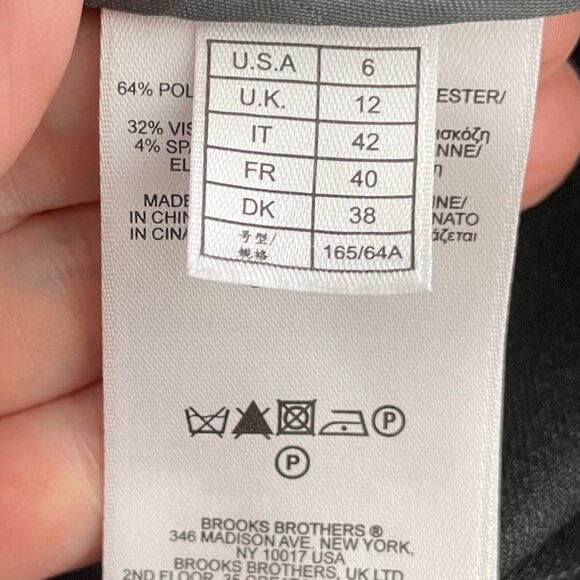 U.S.A 6
U.K. 12
IT 42
FR 40
DK 38
号型/规格 165/64A
64% POL ESTER/
32% VIS ισκόζη
4% SPA ANNE/
EL η
MADE INE/
IN CHIN NATO
IN CINA άζεται
P
P
BROOKS BROTHERS ®
346 MADISON AVE. NEW YORK,
NY 10017 USA
BROOKS BROTHERS, UK LTD.
2ND FLOOR, 35